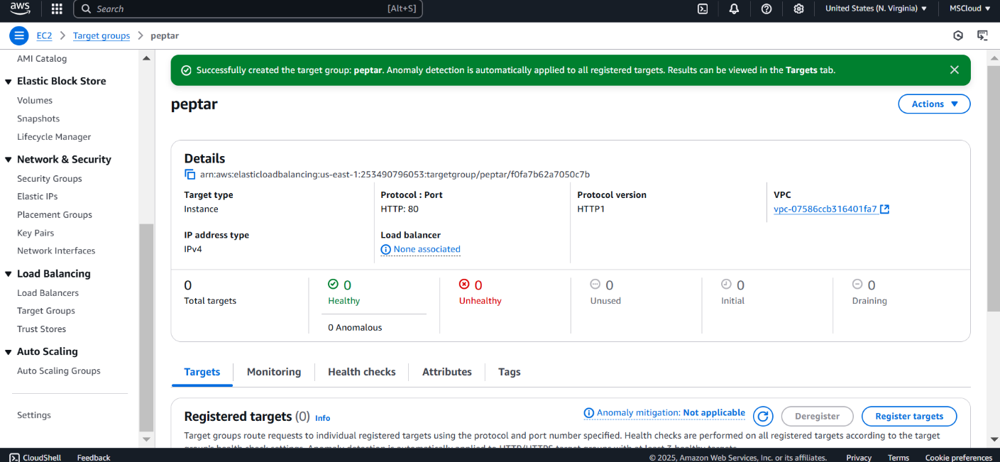 aws
Search [Alt+S]
United States (N. Virginia) ▼
MSCloud ▼
EC2 > Target groups > peptar
AMI Catalog
Elastic Block Store
Volumes
Snapshots
Lifecycle Manager
Network & Security
Security Groups
Elastic IPs
Placement Groups
Key Pairs
Network Interfaces
Load Balancing
Load Balancers
Target Groups
Trust Stores
Auto Scaling
Auto Scaling Groups
Settings
Successfully created the target group: peptar. Anomaly detection is automatically applied to all registered targets. Results can be viewed in the Targets tab.
peptar
Actions ▼
Details
arn:aws:elasticloadbalancing:us-east-1:253490796053:targetgroup/peptar/f0fa7b62a7050c7b
Target type
Instance
Protocol : Port
HTTP: 80
Protocol version
HTTP1
VPC
vpc-07586ccb316401fa7
IP address type
IPv4
Load balancer
None associated
0
Total targets
0
Healthy
0 Anomalous
0
Unhealthy
0
Unused
0
Initial
0
Draining
Targets
Monitoring
Health checks
Attributes
Tags
Registered targets (0) Info
Anomaly mitigation: Not applicable
Deregister
Register targets
Target groups route requests to individual registered targets using the protocol and port number specified. Health checks are performed on all registered targets according to the target
group's health check settings. Anomaly detection is automatically applied to HTTP/HTTPS target groups with at least 3 healthy targets.
CloudShell
Feedback
© 2025, Amazon Web Services, Inc. or its affiliates.
Privacy
Terms
Cookie preferences